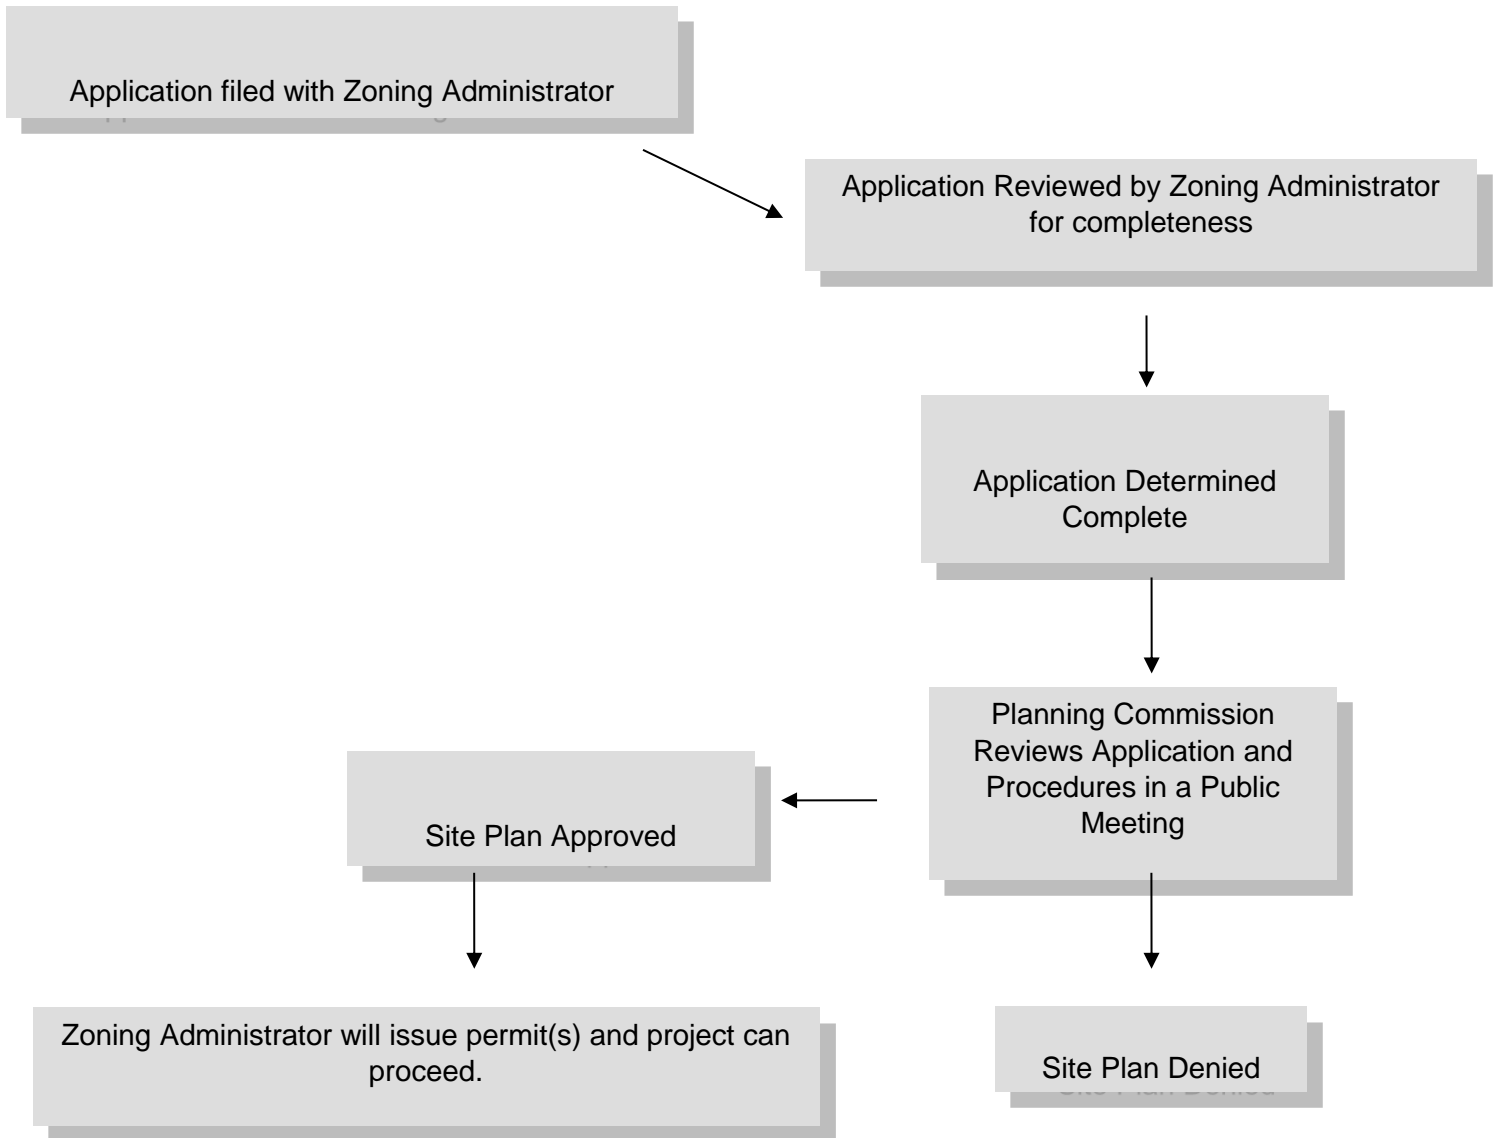 Application filed with Zoning Administrator
Application Reviewed by Zoning Administrator
for completeness
Application Determined
Complete
Planning Commission
Reviews Application and
Procedures in a Public
Meeting
Site Plan Approved
Zoning Administrator will issue permit(s) and project can
proceed.
Site Plan Denied